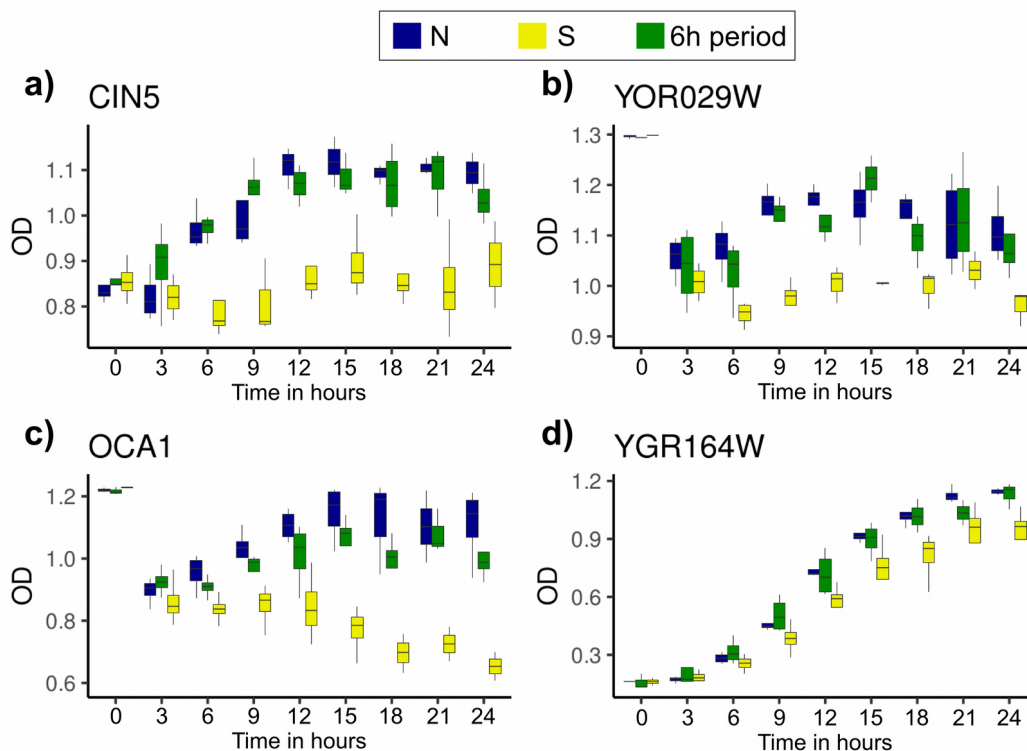 N S 6h period
a) CIN5
1.1
1.0
0.9
0.8
OD
0 3 6 9 12 15 18 21 24
Time in hours
b) YOR029W
1.3
1.2
1.1
1.0
0.9
OD
0 3 6 9 12 15 18 21 24
Time in hours
c) OCA1
1.2
1.0
0.8
0.6
OD
0 3 6 9 12 15 18 21 24
Time in hours
d) YGR164W
1.2
0.9
0.6
0.3
OD
0 3 6 9 12 15 18 21 24
Time in hours